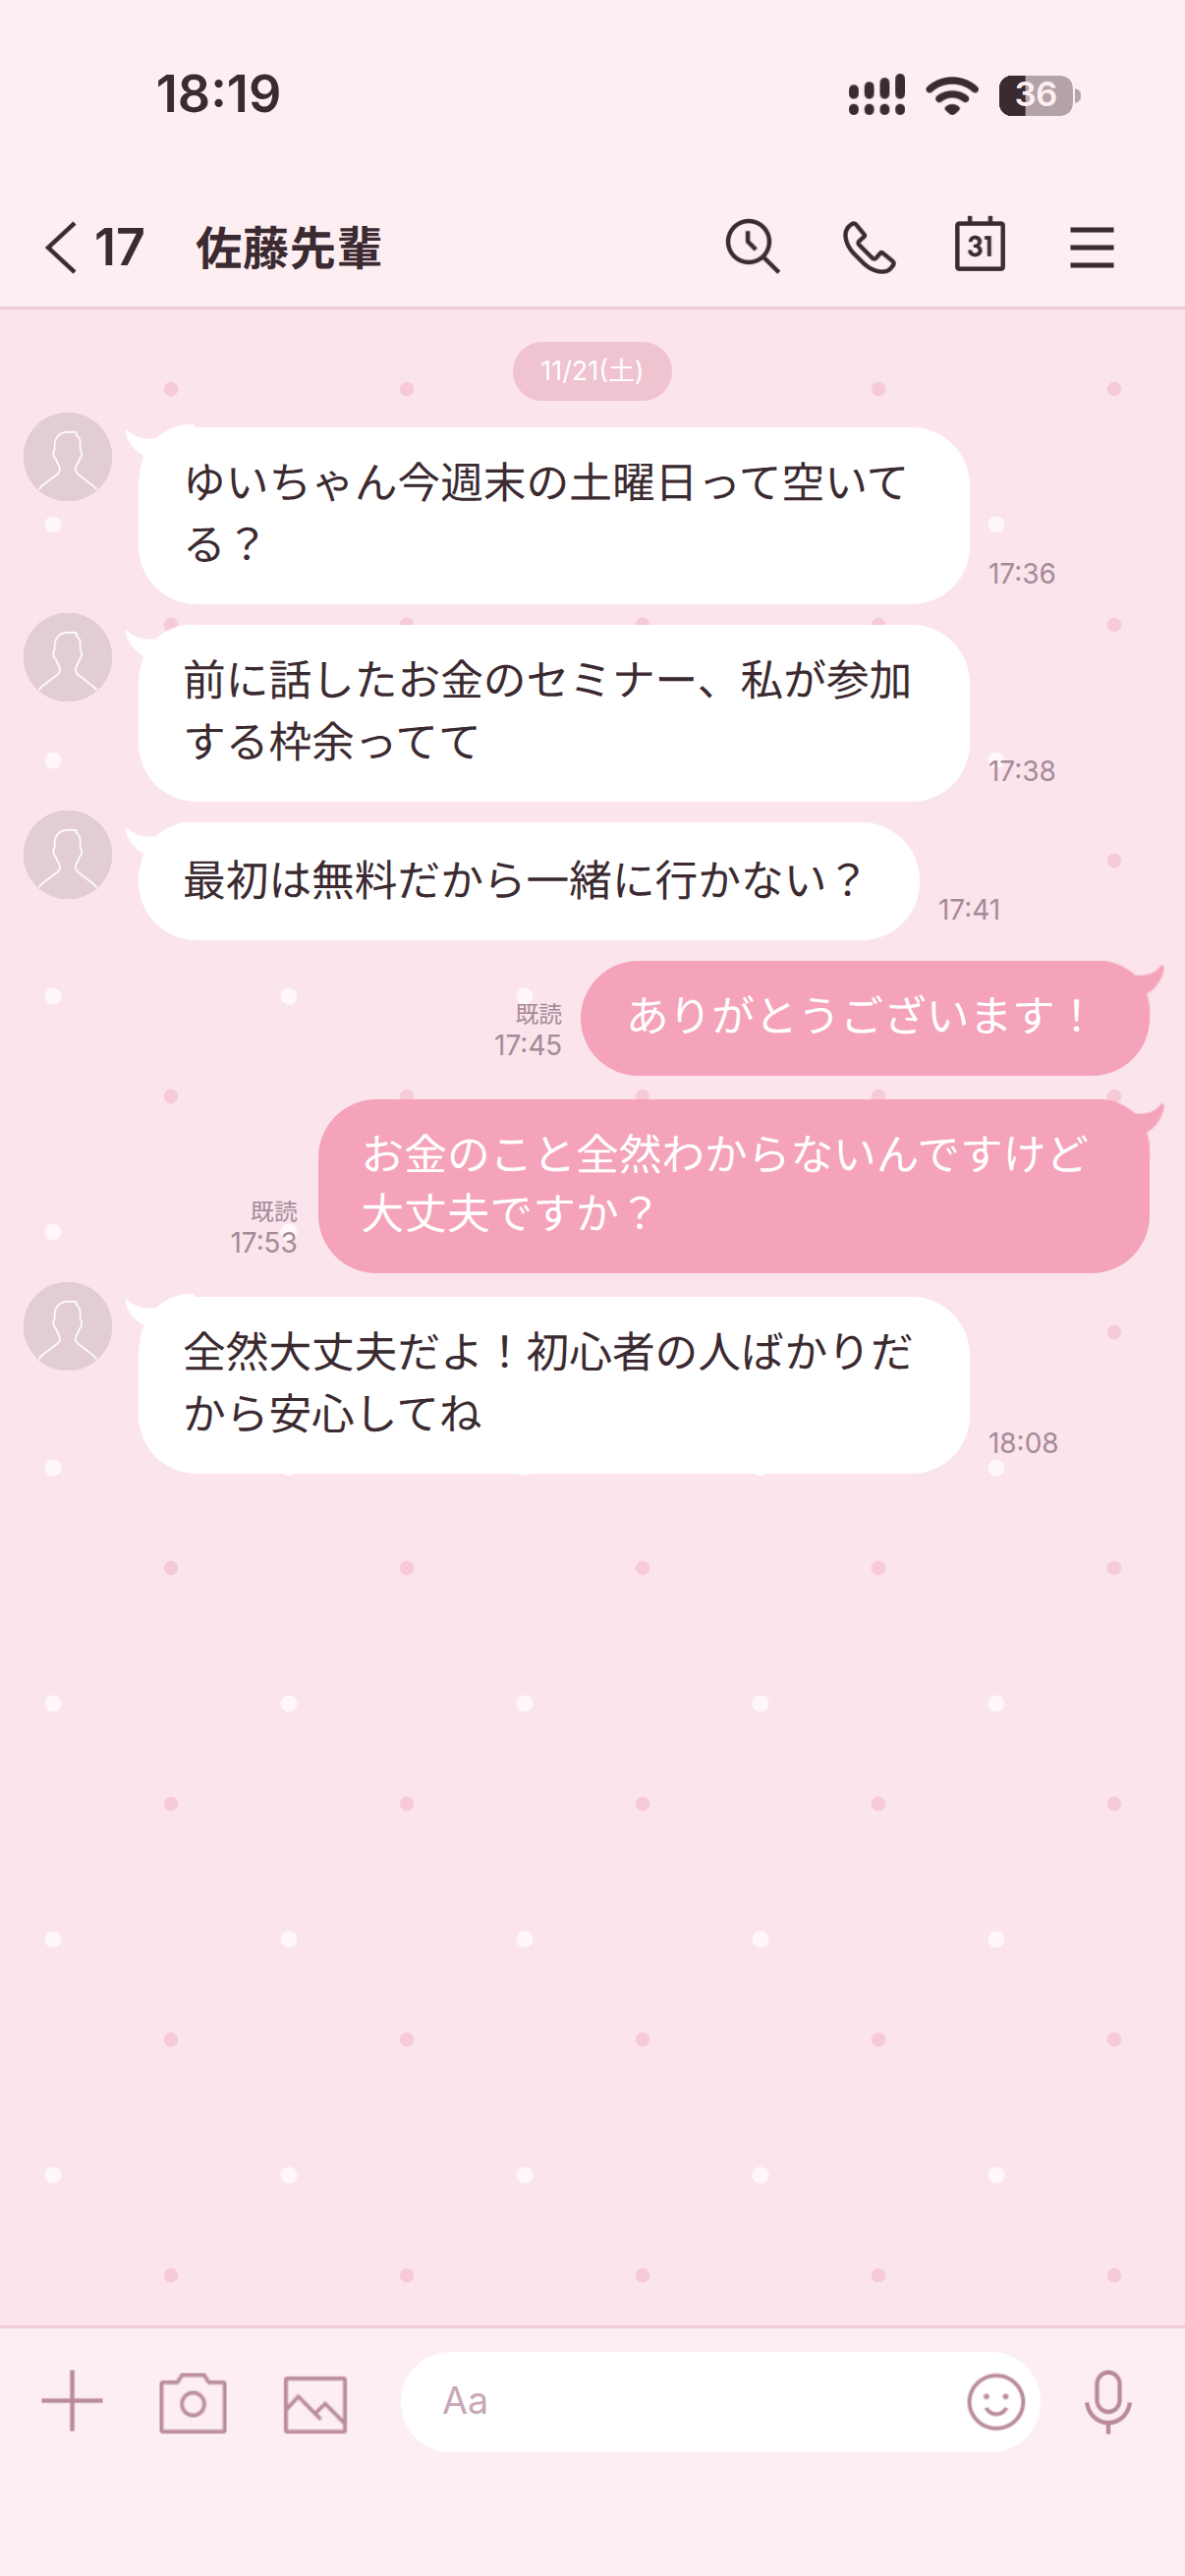 18:19
36
17 佐藤先輩
31
11/21(土)
ゆいちゃん今週末の土曜日って空いて
る？
17:36
前に話したお金のセミナー、私が参加
する枠余ってて
17:38
最初は無料だから一緒に行かない？
17:41
ありがとうございます！
既読
17:45
お金のこと全然わからないんですけど
大丈夫ですか？
既読
17:53
全然大丈夫だよ！初心者の人ばかりだ
から安心してね
18:08
Aa